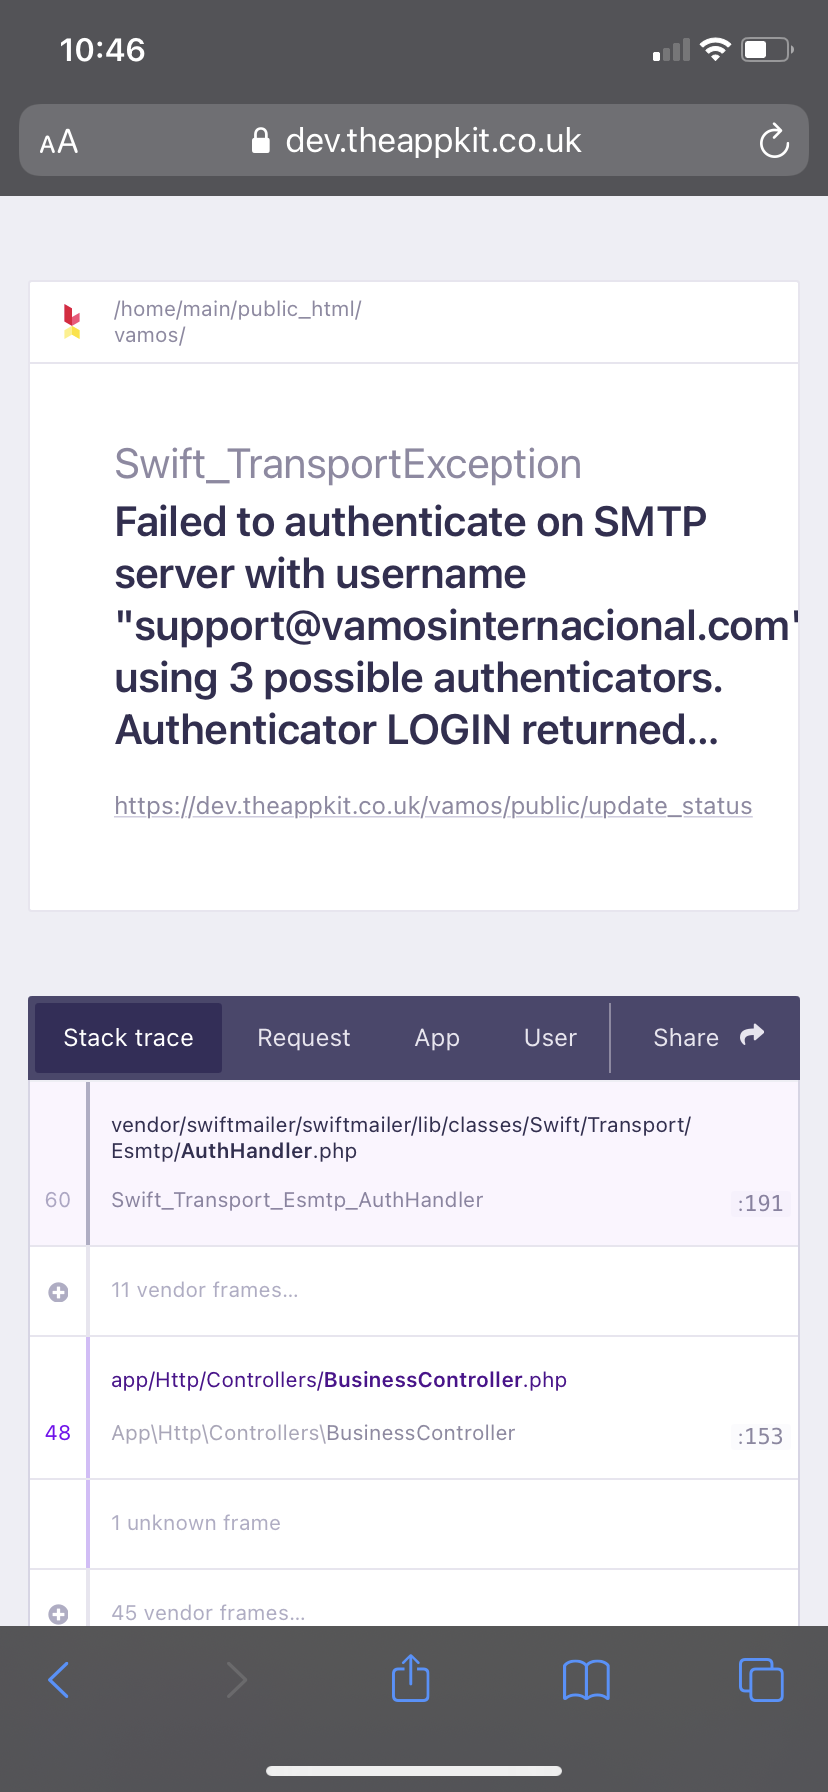 10:46
AA dev.theappkit.co.uk
/home/main/public_html/
vamos/
Swift_TransportException
Failed to authenticate on SMTP
server with username
"support@vamosinternacional.com"
using 3 possible authenticators.
Authenticator LOGIN returned...
https://dev.theappkit.co.uk/vamos/public/update_status
Stack trace Request App User Share
vendor/swiftmailer/swiftmailer/lib/classes/Swift/Transport/
Esmtp/AuthHandler.php
60 Swift_Transport_Esmtp_AuthHandler :191
11 vendor frames...
app/Http/Controllers/BusinessController.php
48 App\Http\Controllers\BusinessController :153
1 unknown frame
45 vendor frames...